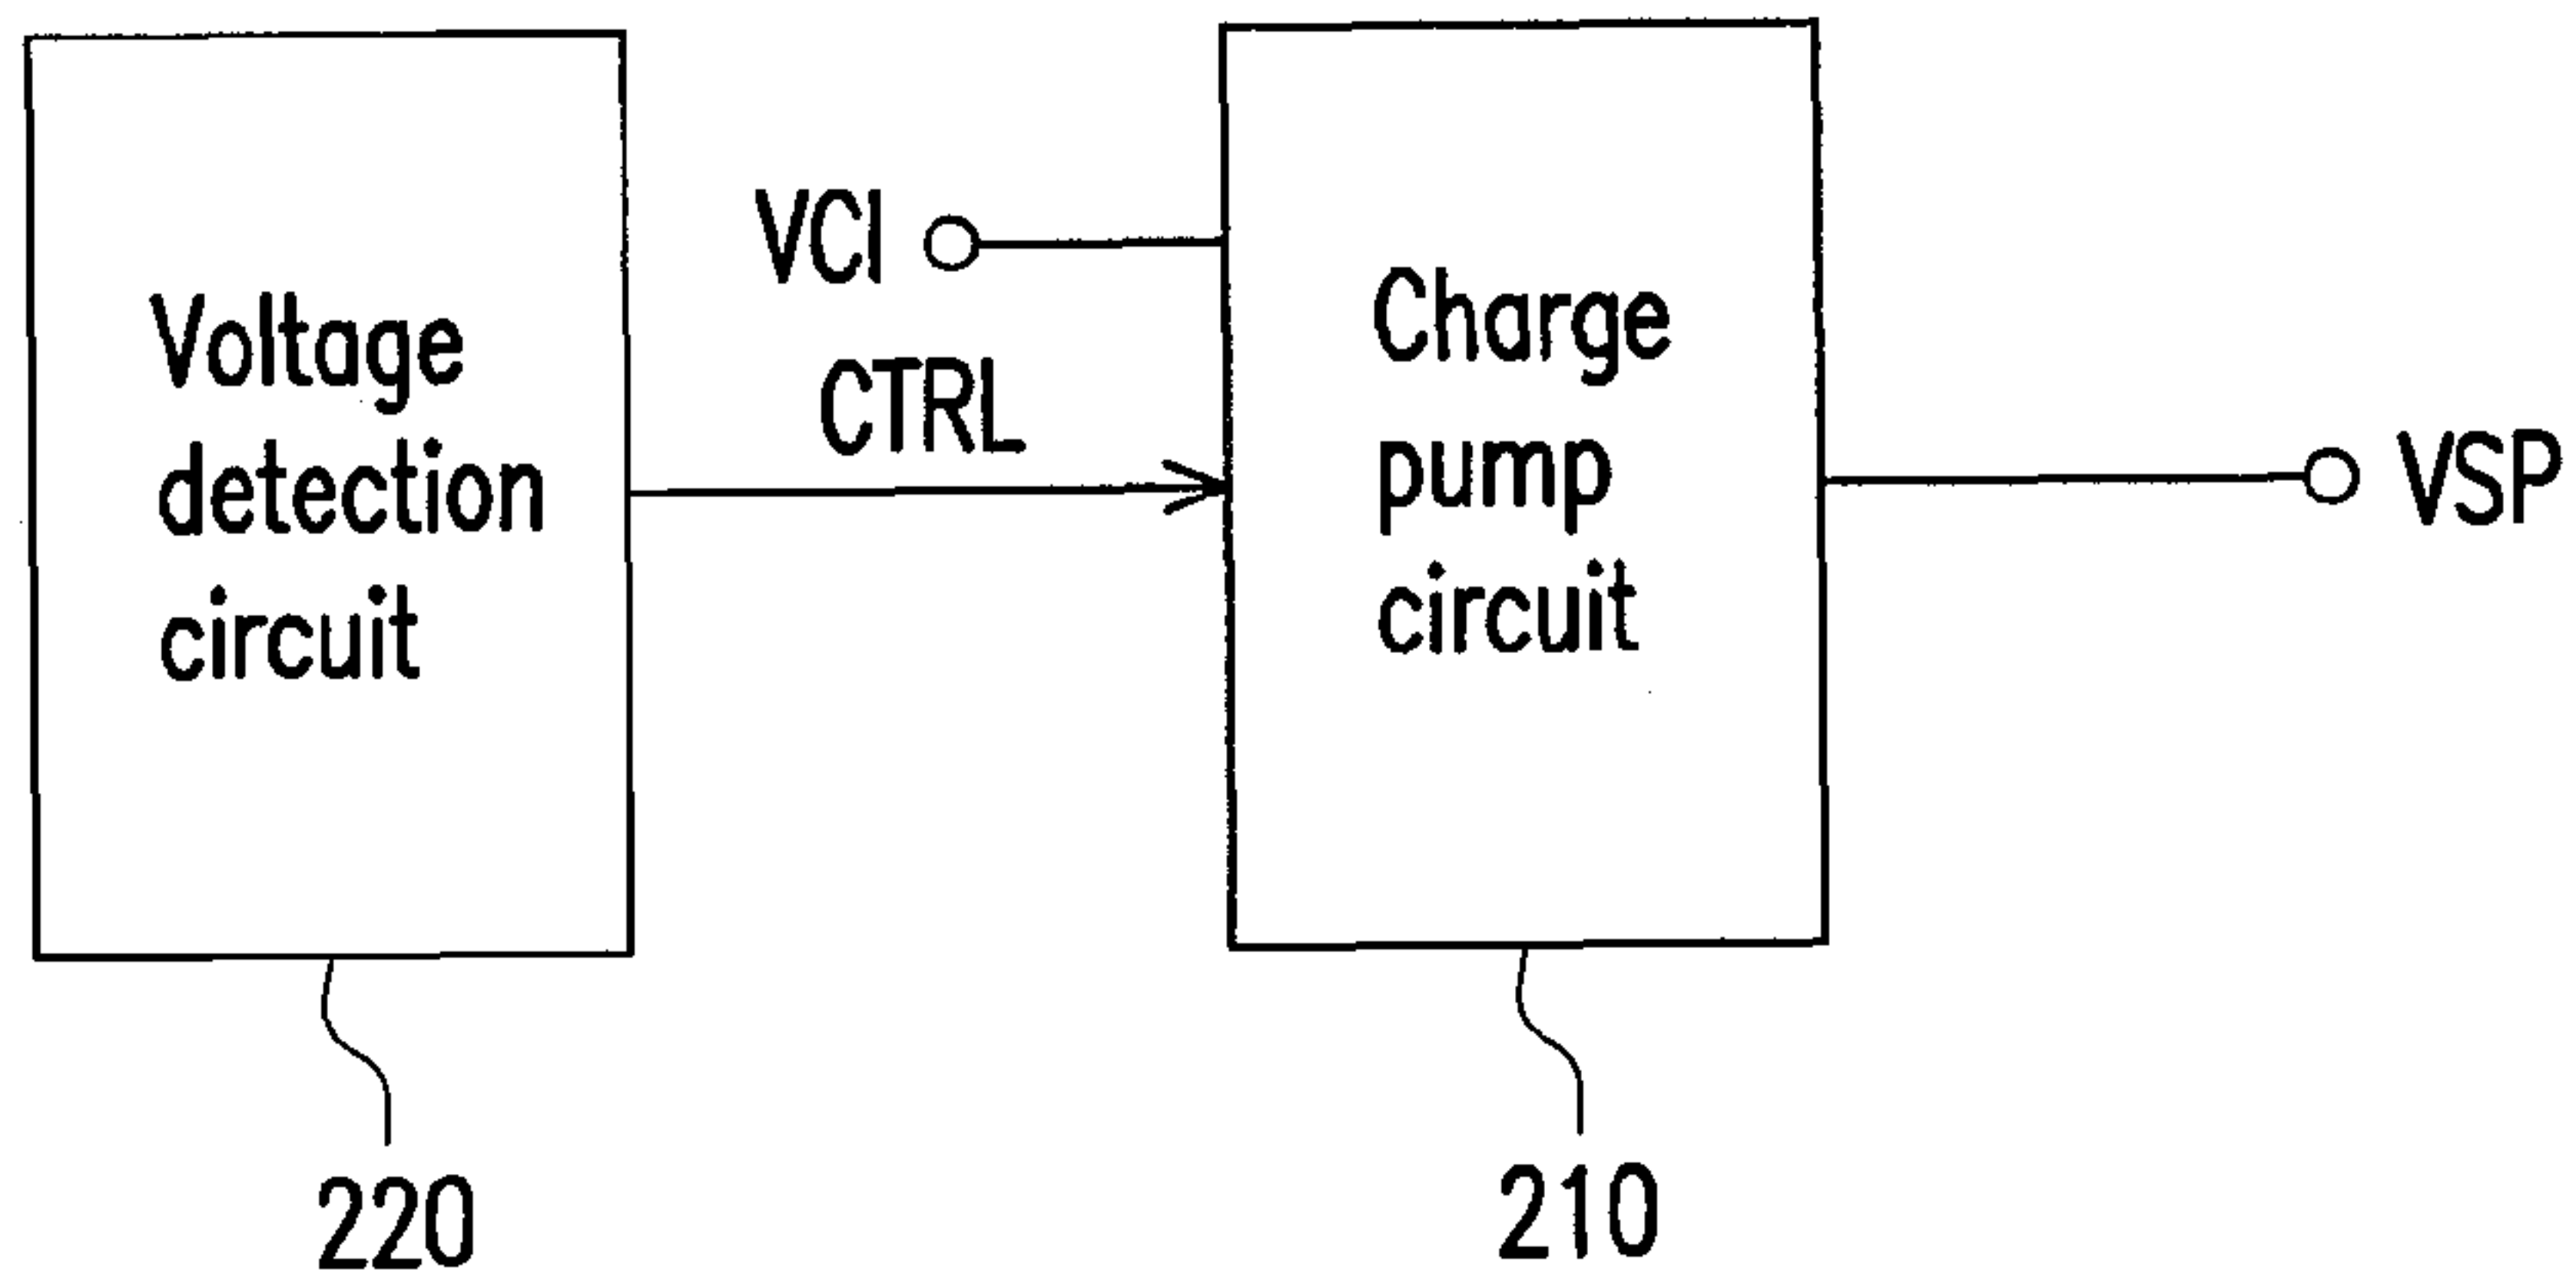 Voltage
detection
circuit
VCI
CTRL
Charge
pump
circuit
VSP
220
210